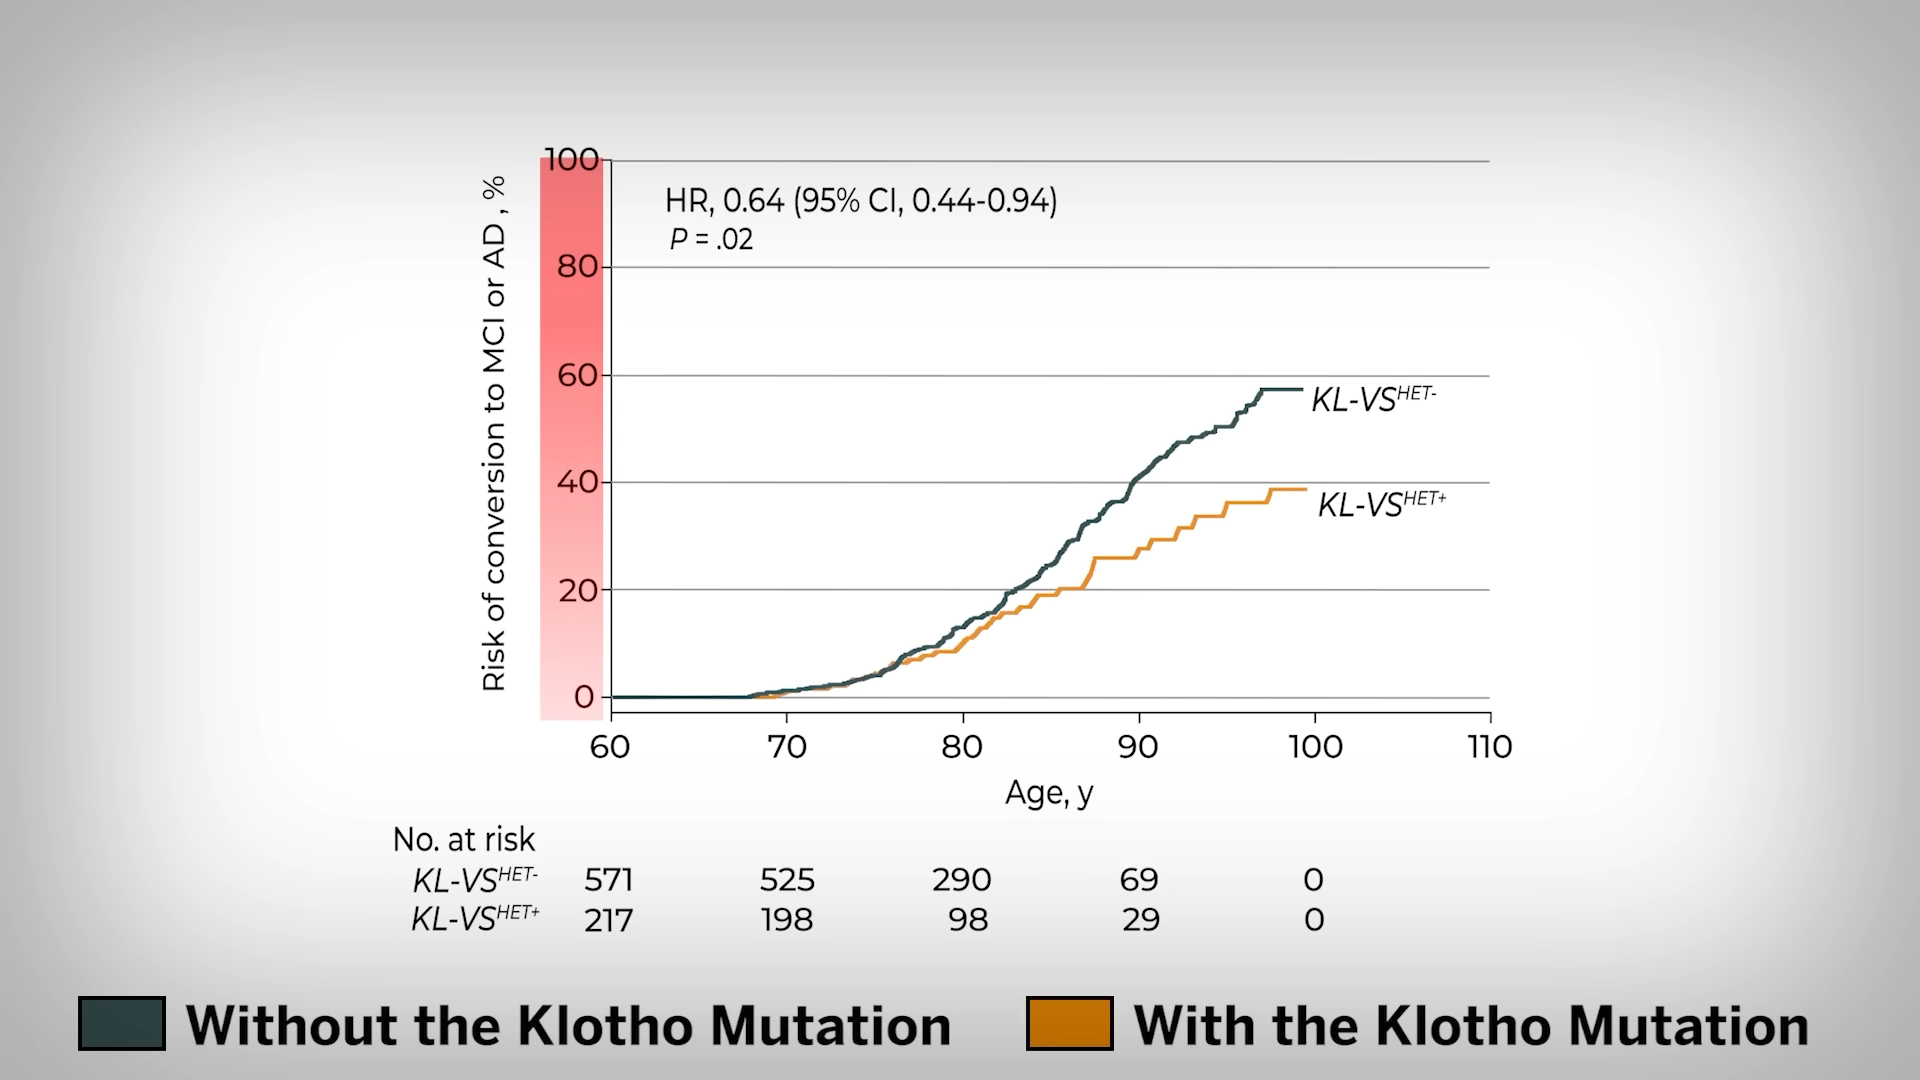 100
HR, 0.64 (95% CI, 0.44-0.94)
P = .02
80
Risk of conversion to MCI or AD , %
60
KL-VS^HET-
40
KL-VS^HET+
20
0
60 70 80 90 100 110
Age, y
No. at risk
KL-VS^HET- 571 525 290 69 0
KL-VS^HET+ 217 198 98 29 0
Without the Klotho Mutation With the Klotho Mutation